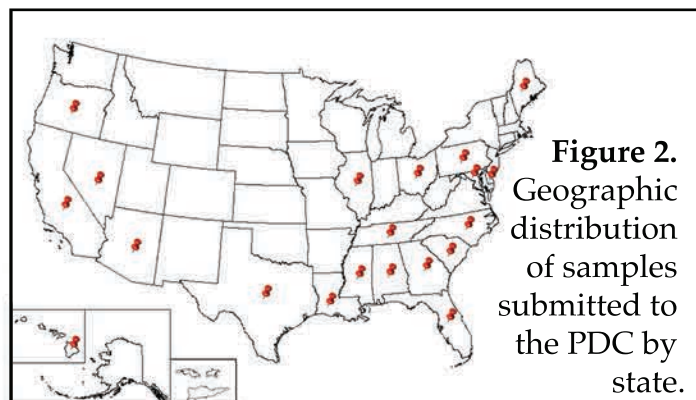 Figure 2.
Geographic
distribution
of samples
submitted to
the PDC by
state.